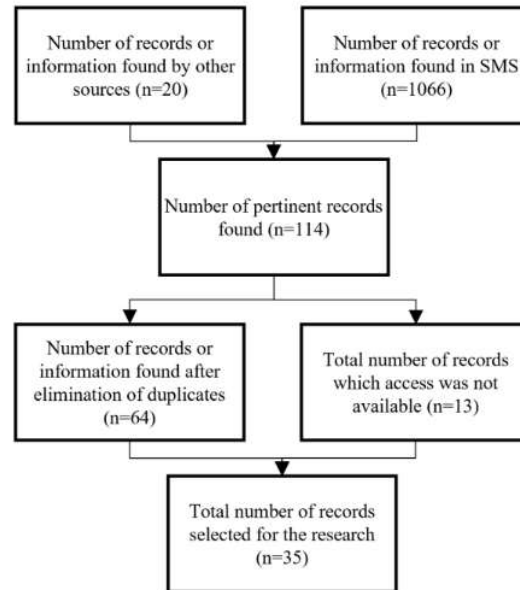 Number of records or
information found by other
sources (n=20)
Number of records or
information found in SMS
(n=1066)
Number of pertinent records
found (n=114)
Number of records or
information found after
elimination of duplicates
(n=64)
Total number of records
which access was not
available (n=13)
Total number of records
selected for the research
(n=35)